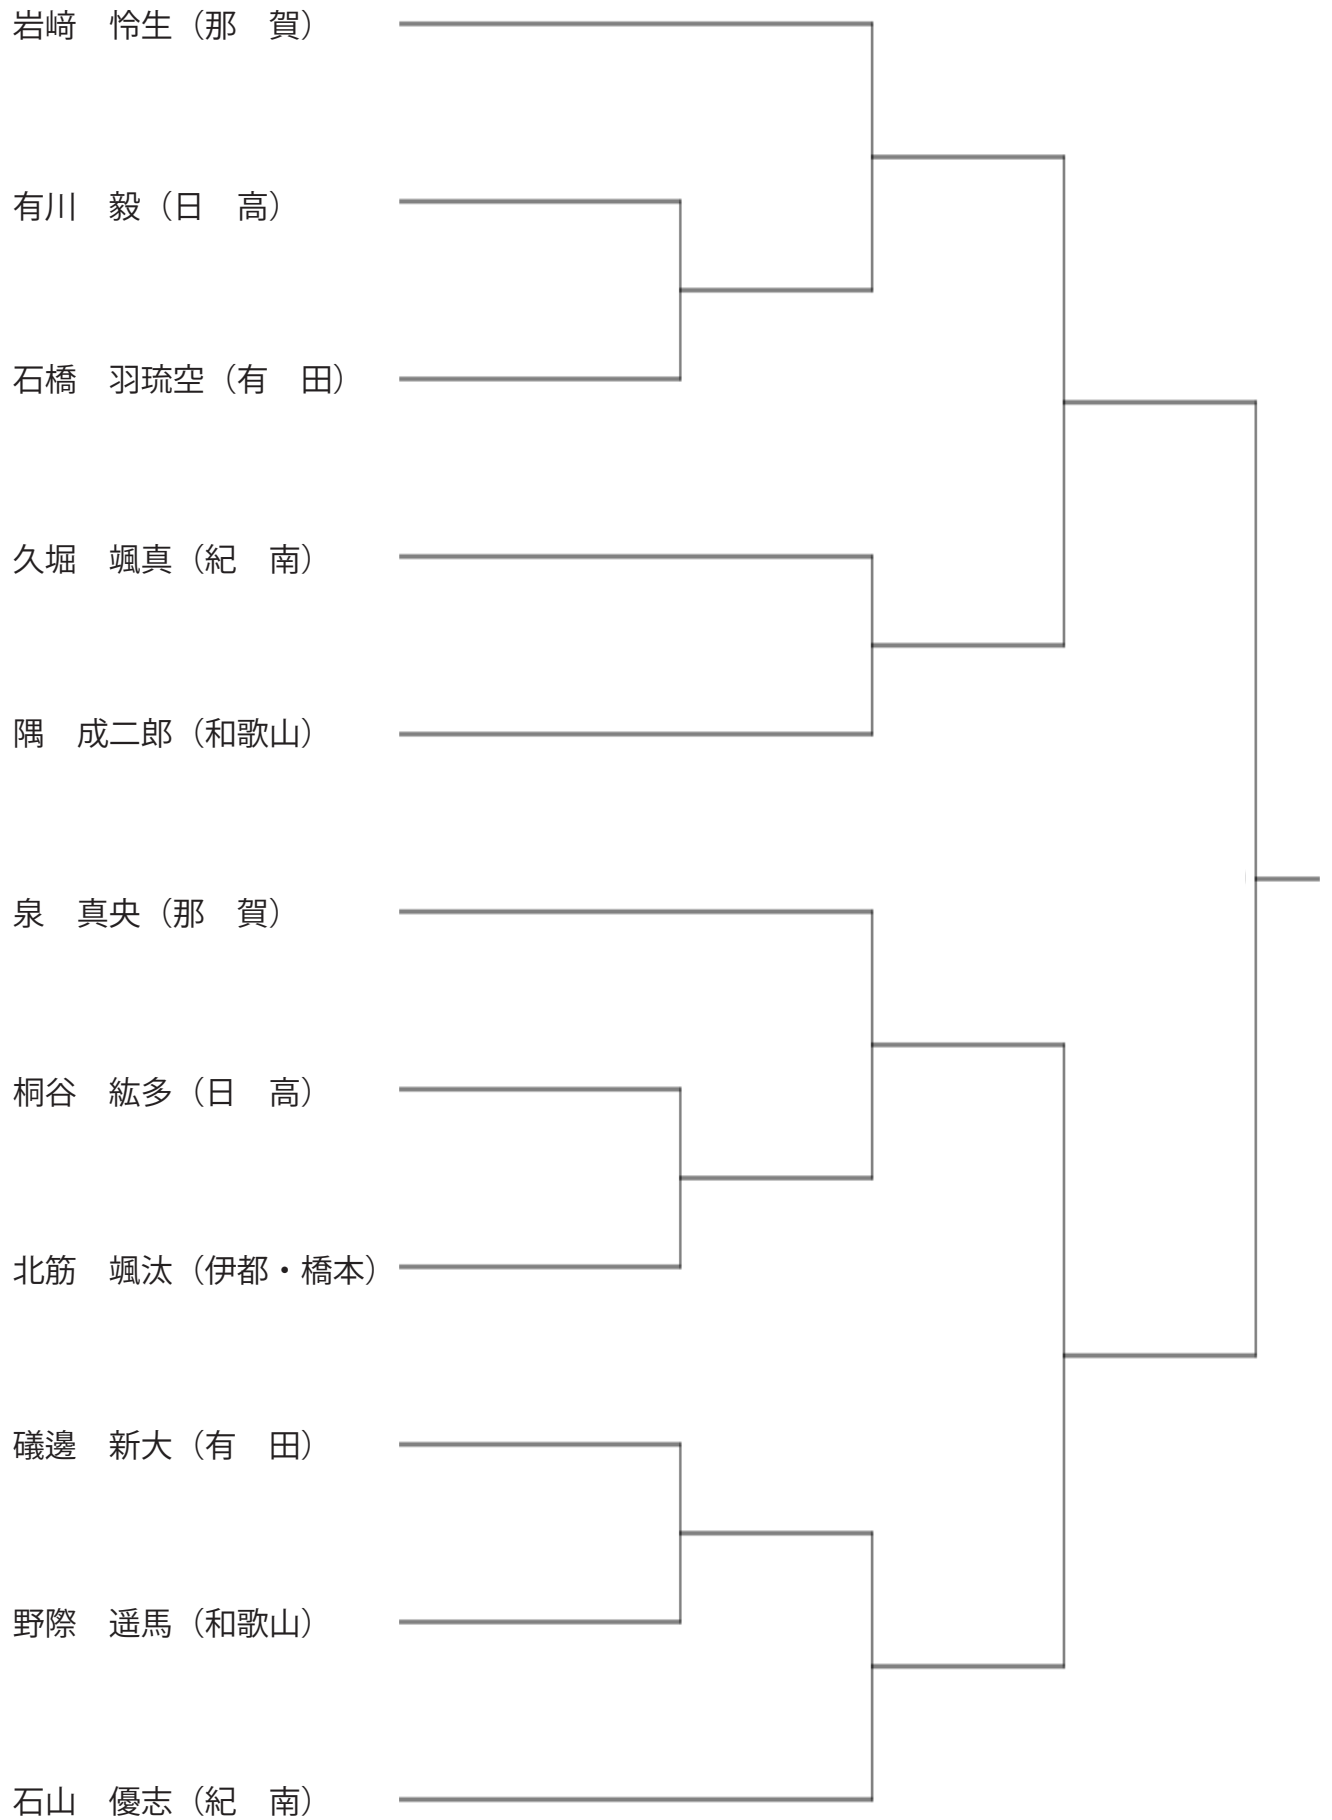 岩﨑　怜生（那　賀）
有川　毅（日　高）
石橋　羽琉空（有　田）
久堀　颯真（紀　南）
隅　成二郎（和歌山）
泉　真央（那　賀）
桐谷　紘多（日　高）
北筋　颯汰（伊都・橋本）
礒邊　新大（有　田）
野際　遥馬（和歌山）
石山　優志（紀　南）